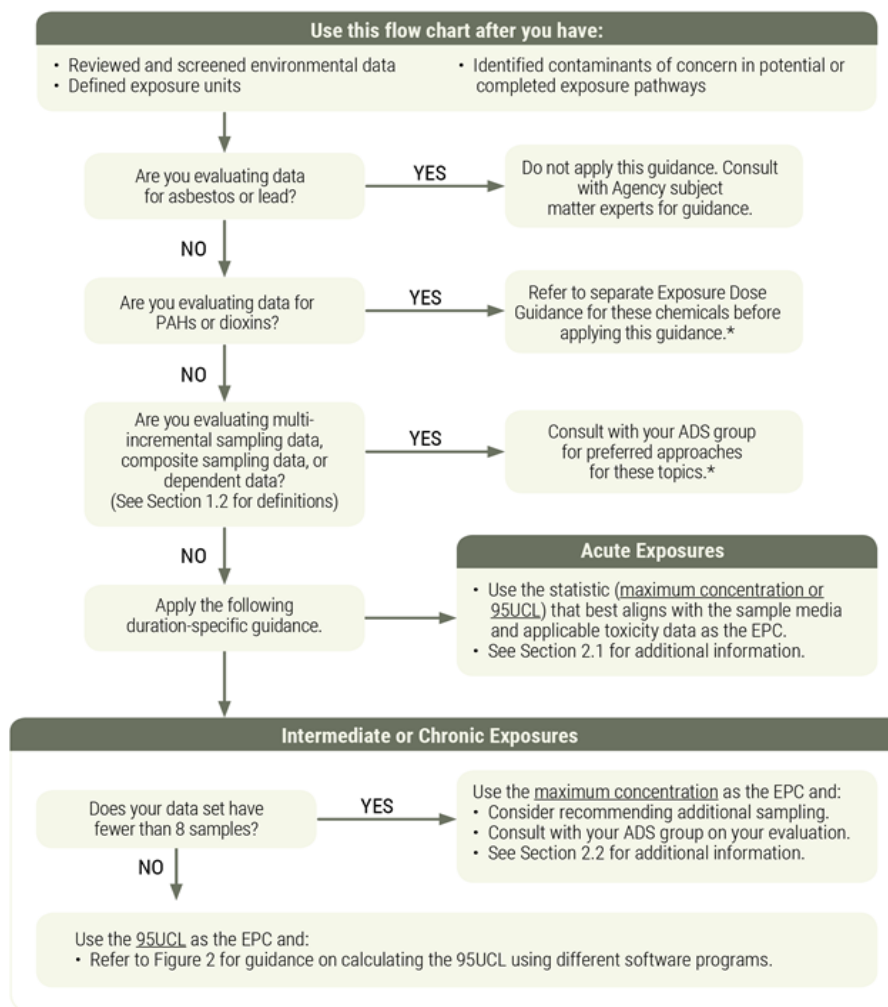 Use this flow chart after you have:
• Reviewed and screened environmental data
• Defined exposure units
• Identified contaminants of concern in potential or
completed exposure pathways
Are you evaluating data
for asbestos or lead?
YES
Do not apply this guidance. Consult
with Agency subject
matter experts for guidance.
NO
Are you evaluating data for
PAHs or dioxins?
YES
Refer to separate Exposure Dose
Guidance for these chemicals before
applying this guidance.*
NO
Are you evaluating multi-
incremental sampling data,
composite sampling data, or
dependent data?
(See Section 1.2 for definitions)
YES
Consult with your ADS group
for preferred approaches
for these topics.*
NO
Apply the following
duration-specific guidance.
Acute Exposures
• Use the statistic (maximum concentration or
95UCL) that best aligns with the sample media
and applicable toxicity data as the EPC.
• See Section 2.1 for additional information.
Intermediate or Chronic Exposures
Does your data set have
fewer than 8 samples?
YES
Use the maximum concentration as the EPC and:
• Consider recommending additional sampling.
• Consult with your ADS group on your evaluation.
• See Section 2.2 for additional information.
NO
Use the 95UCL as the EPC and:
• Refer to Figure 2 for guidance on calculating the 95UCL using different software programs.